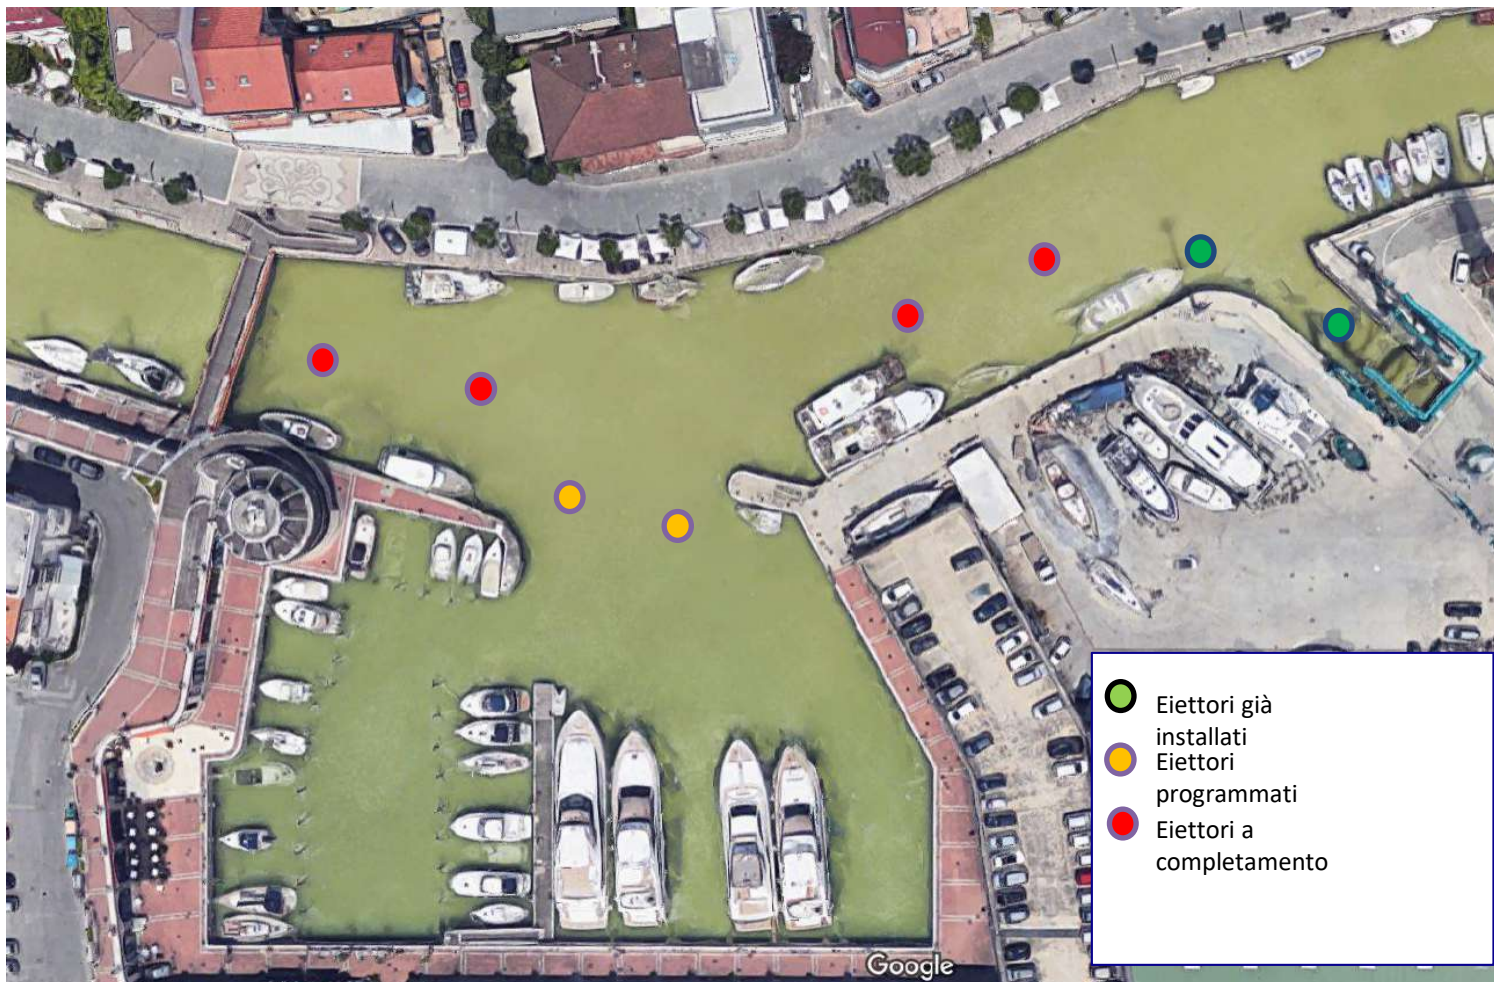 Eiettori già
installati
Eiettori
programmati
Eiettori a
completamento
Google